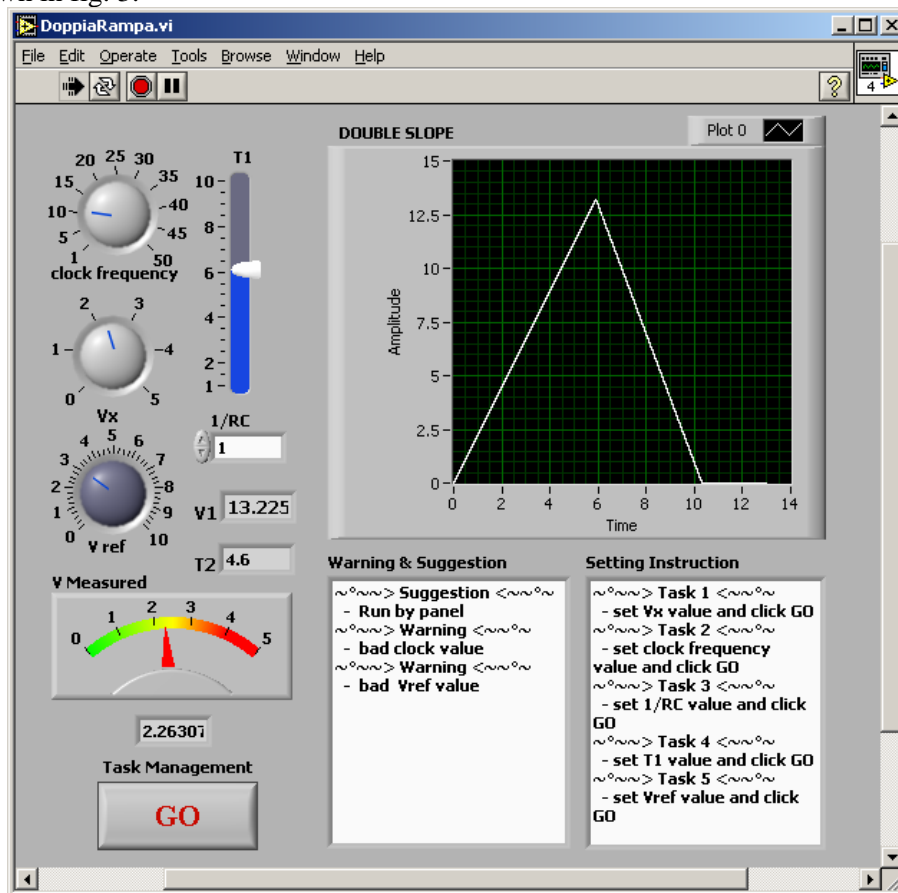 DoppiaRampa.vi
File Edit Operate Tools Browse Window Help
4
DOUBLE SLOPE
Plot 0
1 5 10 15 20 25 30 35 40 45 50
clock frequency
T1
10
8
6
4
2
1
0 1 2 3 4 5
Vx
1/RC
1
0 1 2 3 4 5 6 7 8 9 10
V ref
V1 13.225
T2 4.6
15
12.5
10
7.5
5
2.5
0
Amplitude
0 2 4 6 8 10 12 14
Time
V Measured
0 1 2 3 4 5
2.26307
Task Management
GO
Warning & Suggestion
~°~~> Suggestion <~~°~
- Run by panel
~°~~> Warning <~~°~
- bad clock value
~°~~> Warning <~~°~
- bad Vref value
Setting Instruction
~°~~> Task 1 <~~°~
- set Vx value and click GO
~°~~> Task 2 <~~°~
- set clock frequency
value and click GO
~°~~> Task 3 <~~°~
- set 1/RC value and click
GO
~°~~> Task 4 <~~°~
- set T1 value and click GO
~°~~> Task 5 <~~°~
- set Vref value and click
GO